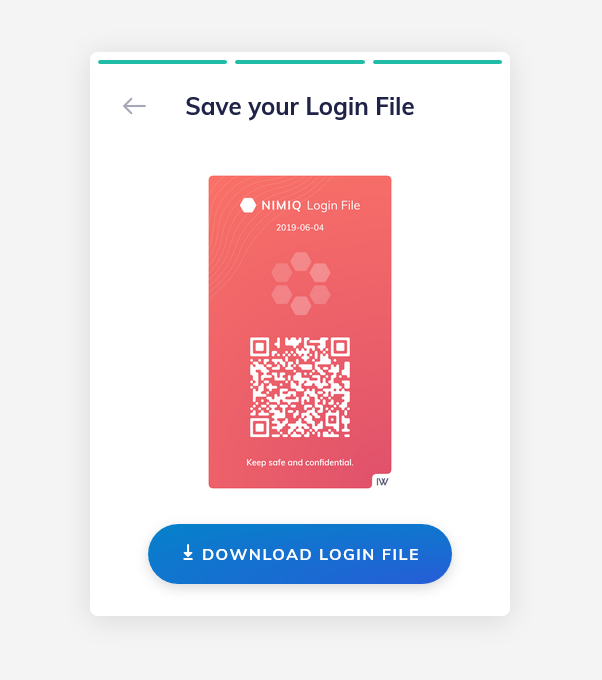 Save your Login File
NIMIQ Login File
2019-06-04
Keep safe and confidential.
IW
DOWNLOAD LOGIN FILE